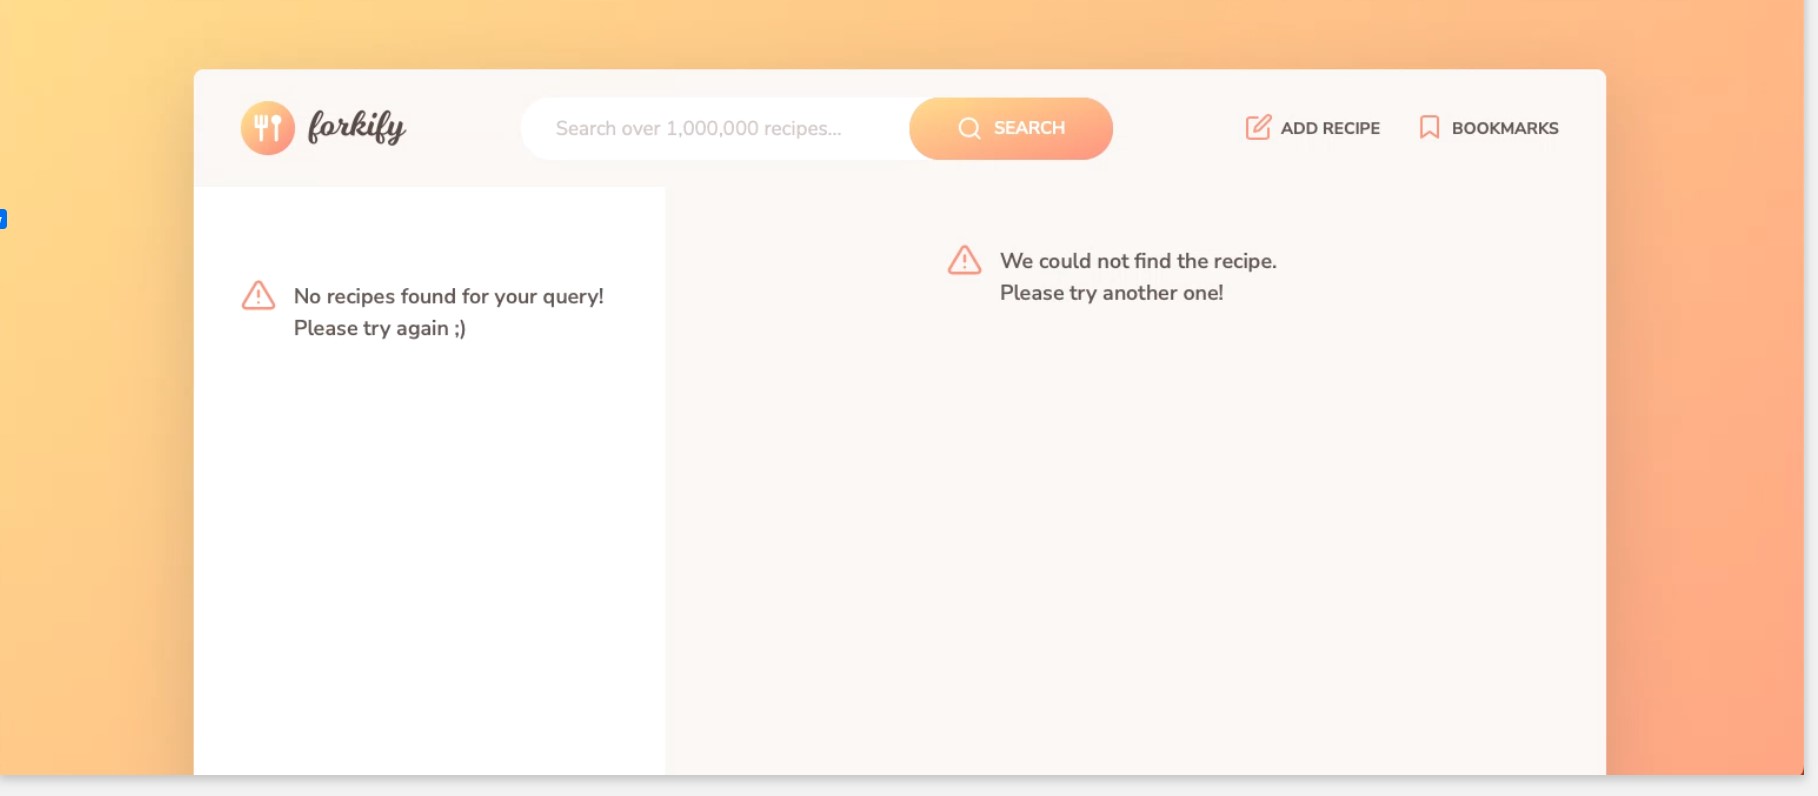 forkify
Search over 1,000,000 recipes...
SEARCH
ADD RECIPE
BOOKMARKS
No recipes found for your query!
Please try again ;)
We could not find the recipe.
Please try another one!